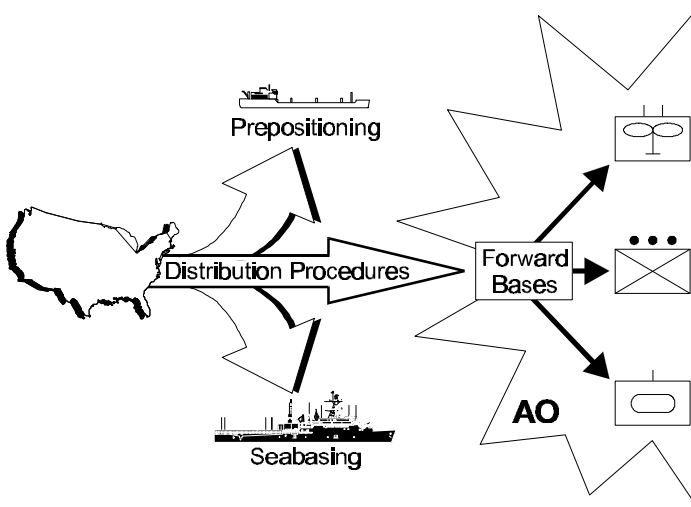 Prepositioning
Distribution Procedures
Forward
Bases
AO
Seabasing